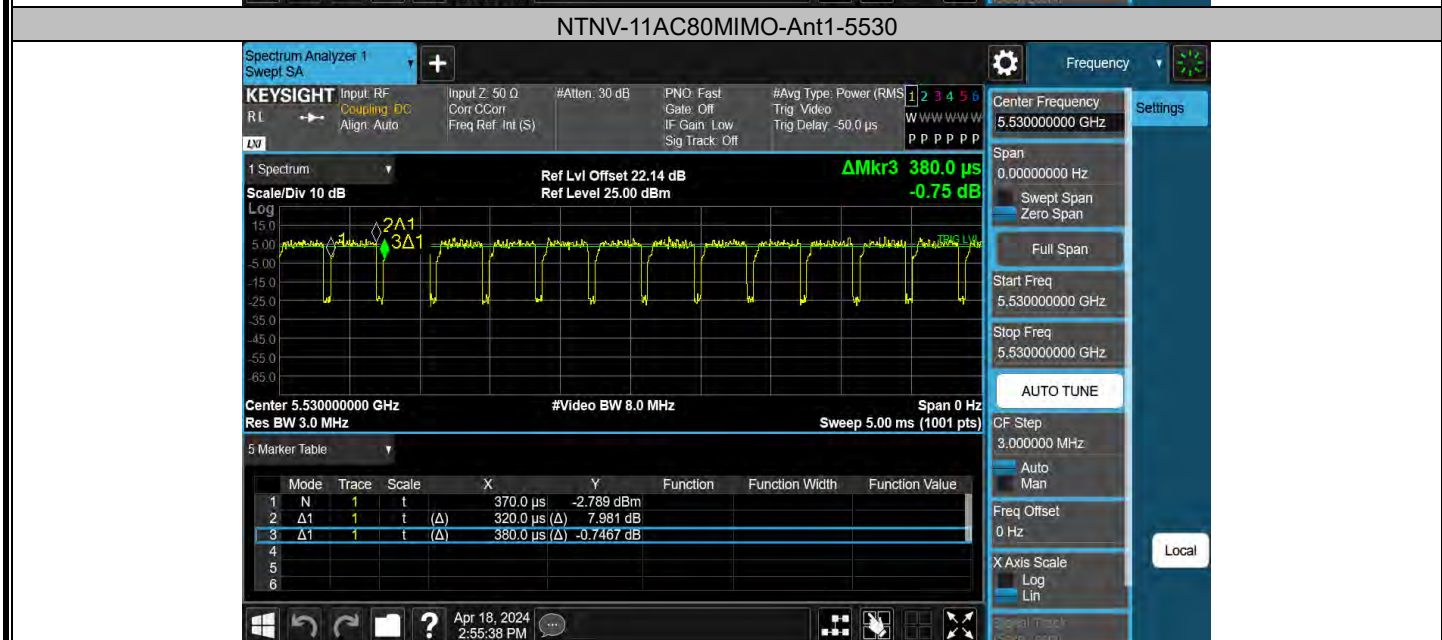 NTNV-11AC80MIMO-Ant1-5530
Spectrum Analyzer 1
Swept SA
+
Frequency
KEYSIGHT
RL
LXI
Input: RF
Coupling: DC
Align: Auto
Input Z: 50 Ω
Corr CCorr
Freq Ref: Int (S)
#Atten: 30 dB
PNO: Fast
Gate: Off
IF Gain: Low
Sig Track: Off
#Avg Type: Power (RMS
Trig: Video
Trig Delay: -50.0 µs
1 2 3 4 5 6
W W W W W W
P P P P P P
1 Spectrum
Scale/Div 10 dB
Ref Lvl Offset 22.14 dB
Ref Level 25.00 dBm
ΔMkr3 380.0 µs
-0.75 dB
Log
15.0
5.00
-5.00
-15.0
-25.0
-35.0
-45.0
-55.0
-65.0
1
2Δ1
3Δ1
TRIG LVL
Center 5.530000000 GHz
Res BW 3.0 MHz
#Video BW 8.0 MHz
Span 0 Hz
Sweep 5.00 ms (1001 pts)
5 Marker Table
Mode Trace Scale X Y Function Function Width Function Value
1 N 1 t 370.0 µs -2.789 dBm
2 Δ1 1 t (Δ) 320.0 µs (Δ) 7.981 dB
3 Δ1 1 t (Δ) 380.0 µs (Δ) -0.7467 dB
4
5
6
?
Apr 18, 2024
2:55:38 PM
Center Frequency
5.530000000 GHz
Settings
Span
0.00000000 Hz
Swept Span
Zero Span
Full Span
Start Freq
5.530000000 GHz
Stop Freq
5.530000000 GHz
AUTO TUNE
CF Step
3.000000 MHz
Auto
Man
Freq Offset
0 Hz
X Axis Scale
Log
Lin
Local
Signal Track